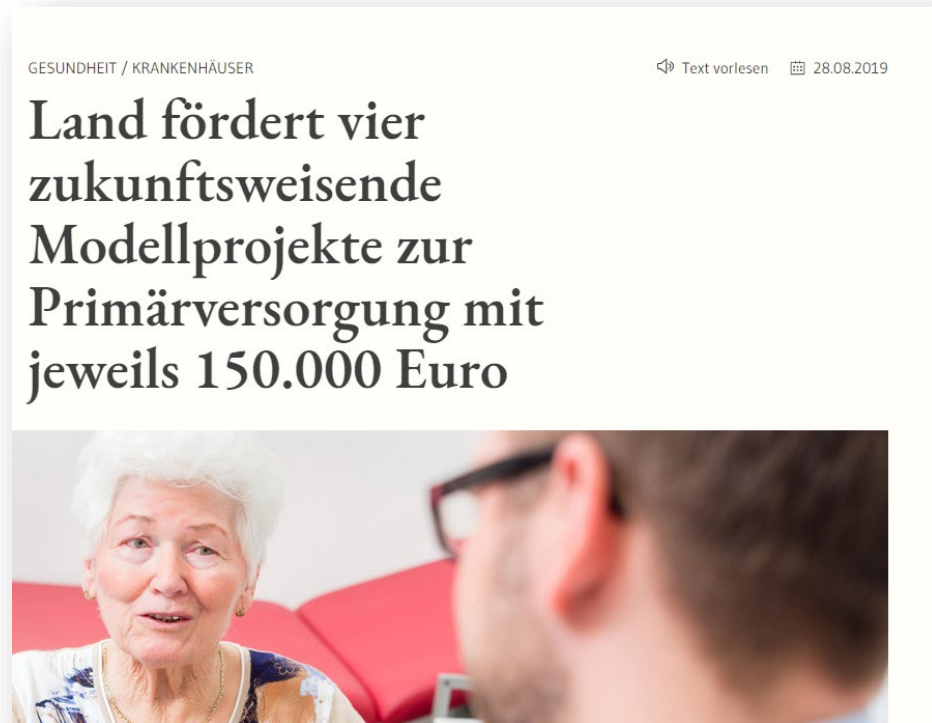 GESUNDHEIT / KRANKENHÄUSER
Text vorlesen 28.08.2019
Land fördert vier
zukunftsweisende
Modellprojekte zur
Primärversorgung mit
jeweils 150.000 Euro